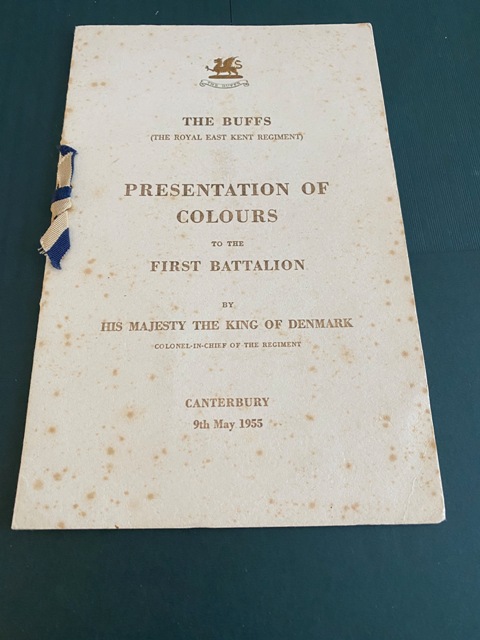 THE BUFFS
THE BUFFS
(THE ROYAL EAST KENT REGIMENT)
PRESENTATION OF
COLOURS
TO THE
FIRST BATTALION
BY
HIS MAJESTY THE KING OF DENMARK
COLONEL-IN-CHIEF OF THE REGIMENT
CANTERBURY
9th May 1955